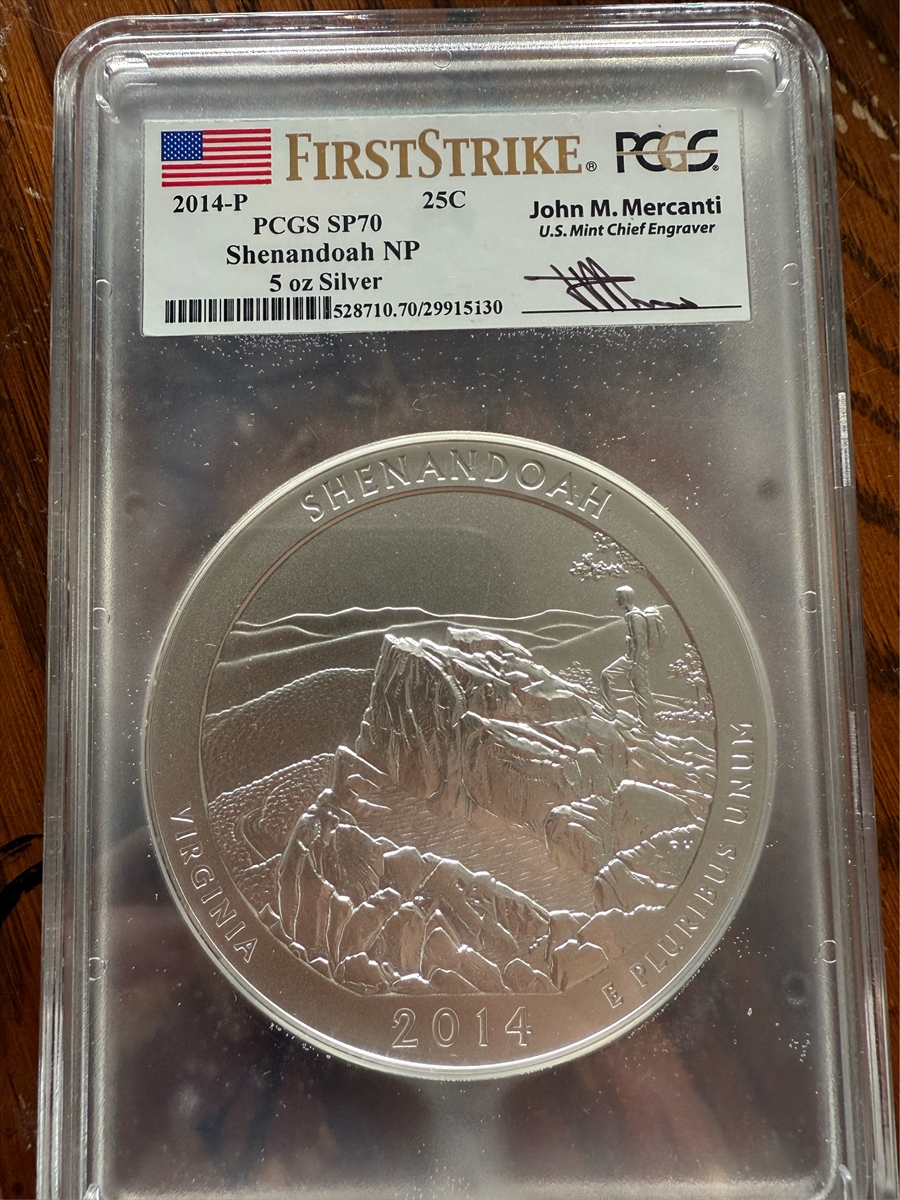 FIRSTSTRIKE® PCGS®
2014-P 25C
PCGS SP70
Shenandoah NP
5 oz Silver
528710.70/29915130
John M. Mercanti
U.S. Mint Chief Engraver
SHENANDOAH
VIRGINIA
E PLURIBUS UNUM
2014